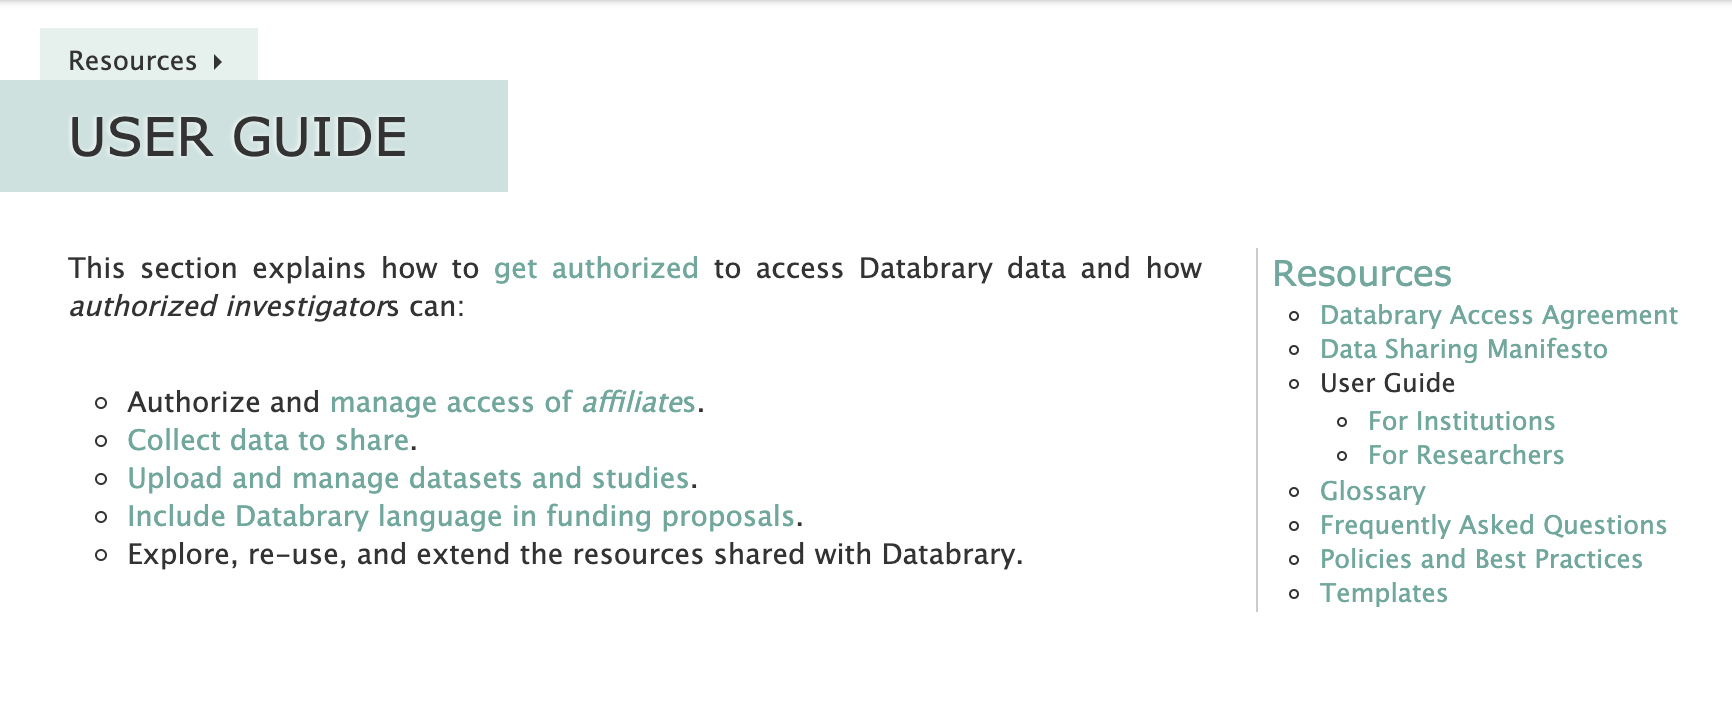 Resources
USER GUIDE
This section explains how to get authorized to access Databrary data and how
authorized investigators can:
Authorize and manage access of affiliates.
Collect data to share.
Upload and manage datasets and studies.
Include Databrary language in funding proposals.
Explore, re-use, and extend the resources shared with Databrary.
Resources
Databrary Access Agreement
Data Sharing Manifesto
User Guide
For Institutions
For Researchers
Glossary
Frequently Asked Questions
Policies and Best Practices
Templates